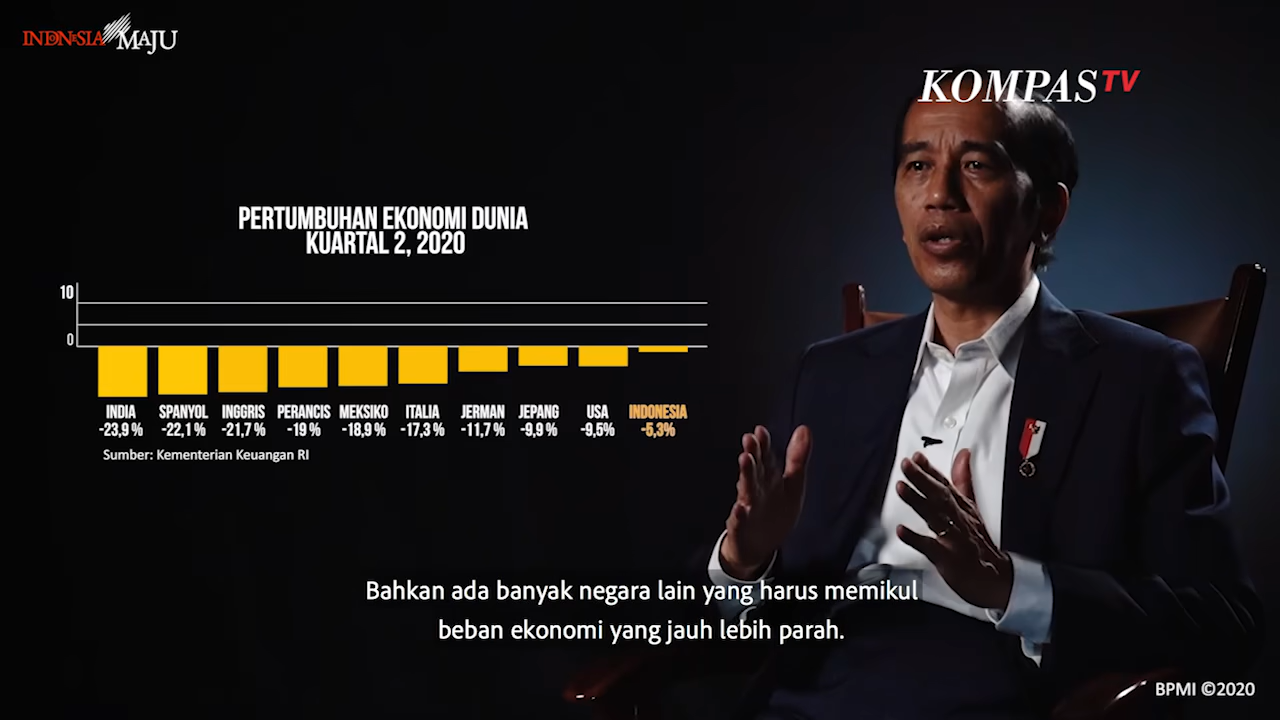 INDONESIA MAJU
KOMPAS TV
PERTUMBUHAN EKONOMI DUNIA
KUARTAL 2, 2020
10
0
INDIA SPANYOL INGGRIS PERANCIS MEKSIKO ITALIA JERMAN JEPANG USA INDONESIA
-23,9 % -22,1 % -21,7 % -19 % -18,9 % -17,3 % -11,7 % -9,9 % -9,5% -5,3%
Sumber: Kementerian Keuangan RI
Bahkan ada banyak negara lain yang harus memikul
beban ekonomi yang jauh lebih parah.
BPMI ©2020